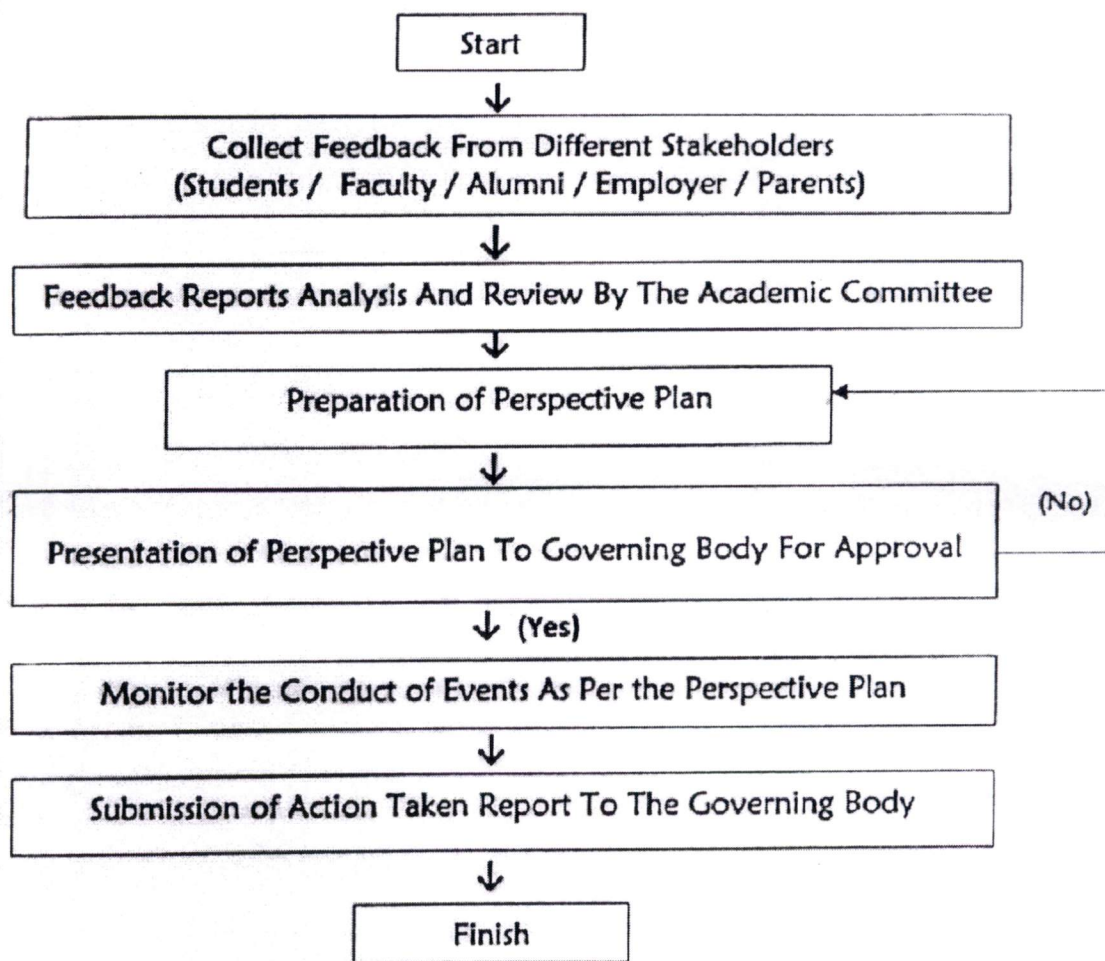 Start
Collect Feedback From Different Stakeholders
(Students / Faculty / Alumni / Employer / Parents)
Feedback Reports Analysis And Review By The Academic Committee
Preparation of Perspective Plan
(No)
Presentation of Perspective Plan To Governing Body For Approval
(Yes)
Monitor the Conduct of Events As Per the Perspective Plan
Submission of Action Taken Report To The Governing Body
Finish